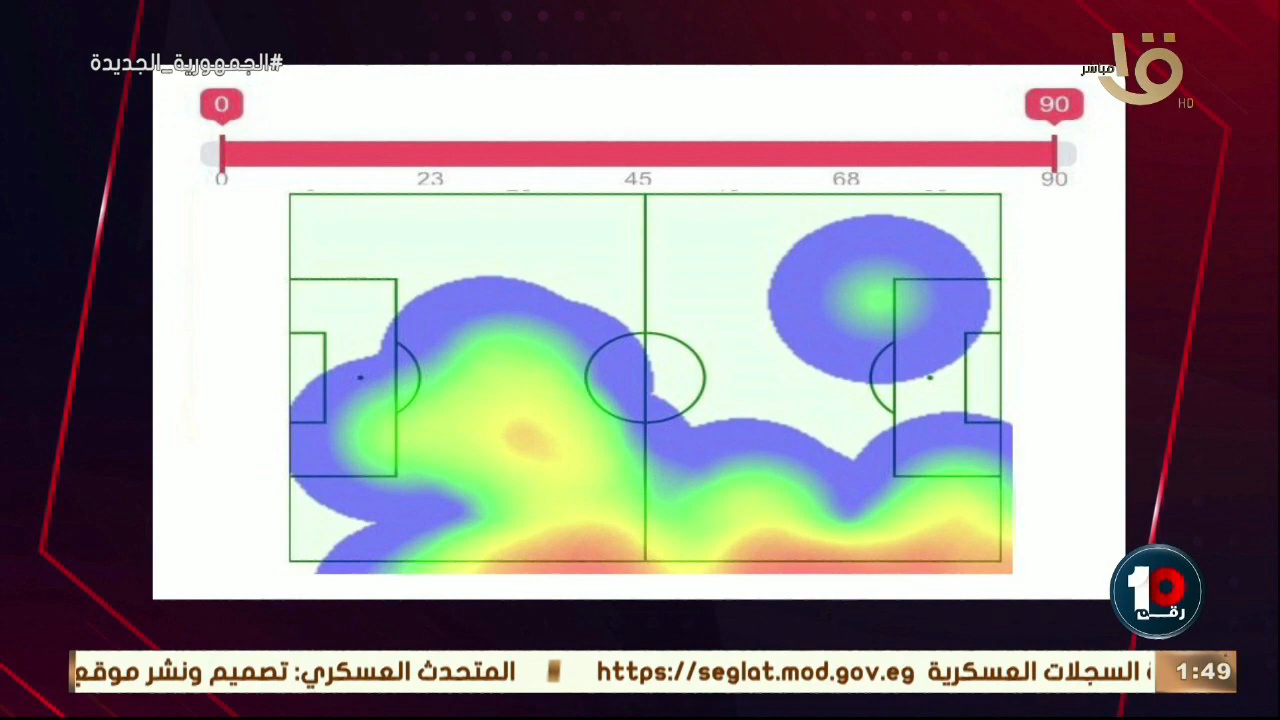 #الجمهورية_الجديدة
مباشر
HD
0
90
0 23 45 68 90
10
رقم
السجلات العسكرية https://seglat.mod.gov.eg المتحدث العسكري: تصميم ونشر موقع
1:49